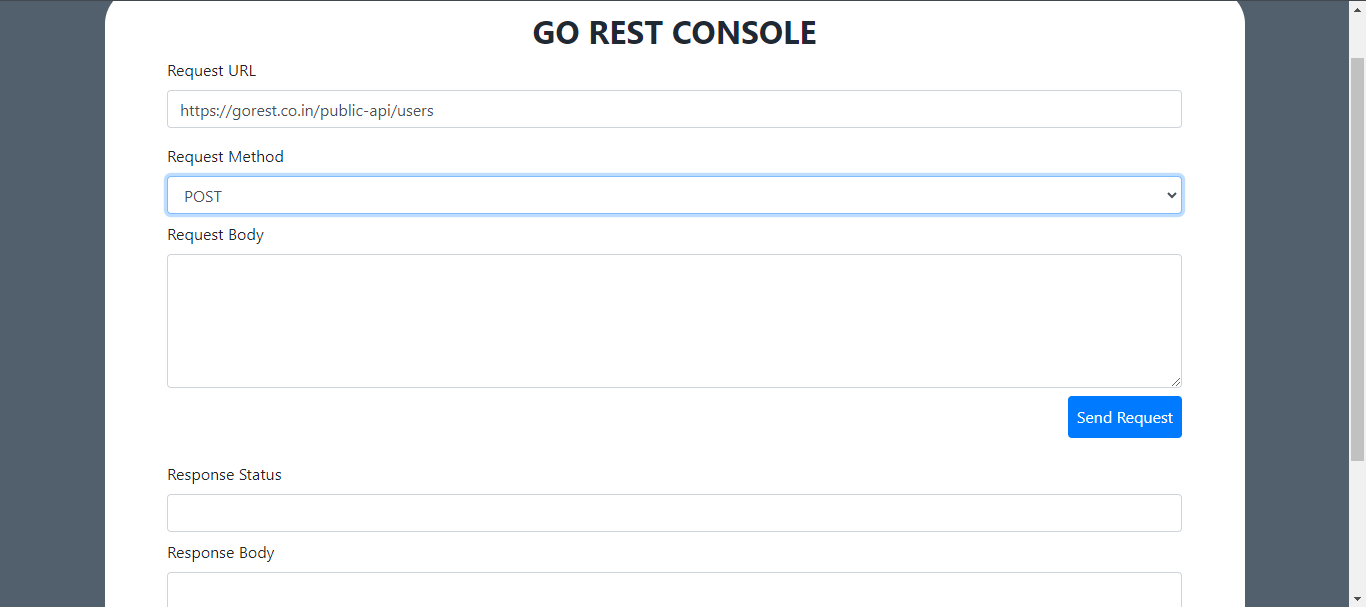 GO REST CONSOLE
Request URL
https://gorest.co.in/public-api/users
Request Method
POST
Request Body
Send Request
Response Status
Response Body